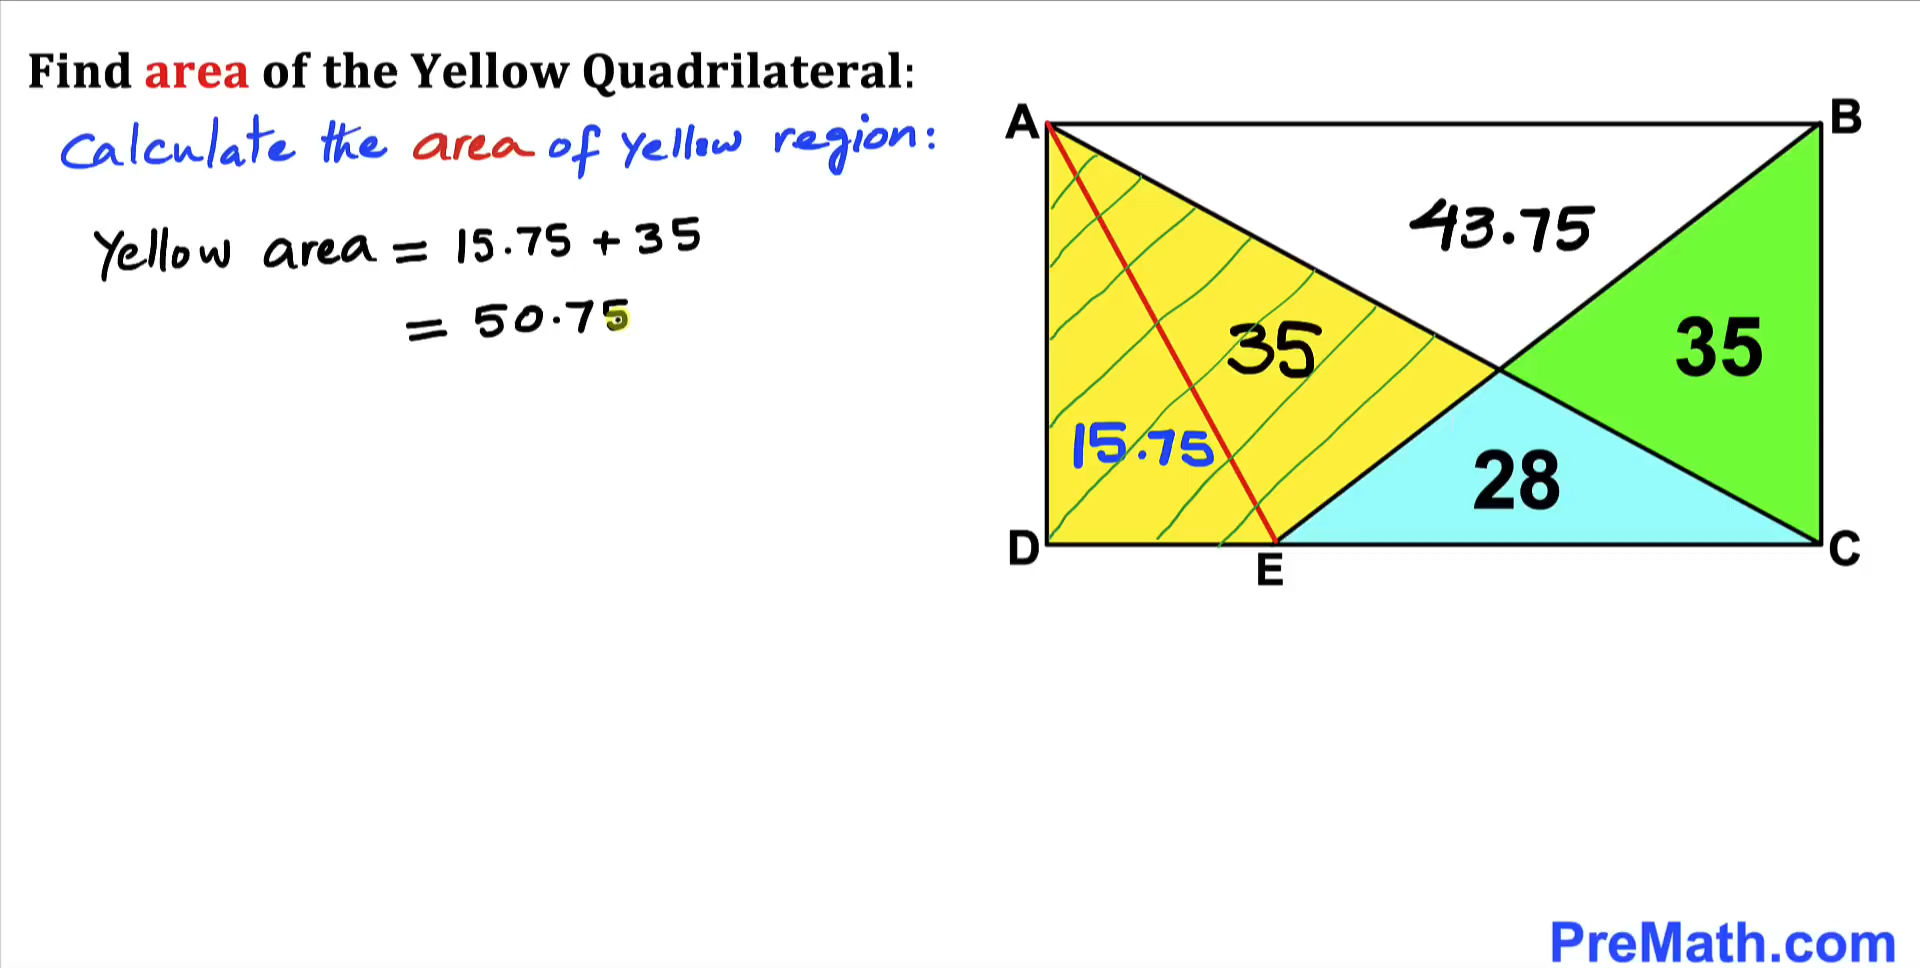 Find area of the Yellow Quadrilateral:
Calculate the area of yellow region:
Yellow area = 15.75 + 35
= 50.75
A
B
43.75
35
35
15.75
28
D
E
C
PreMath.com